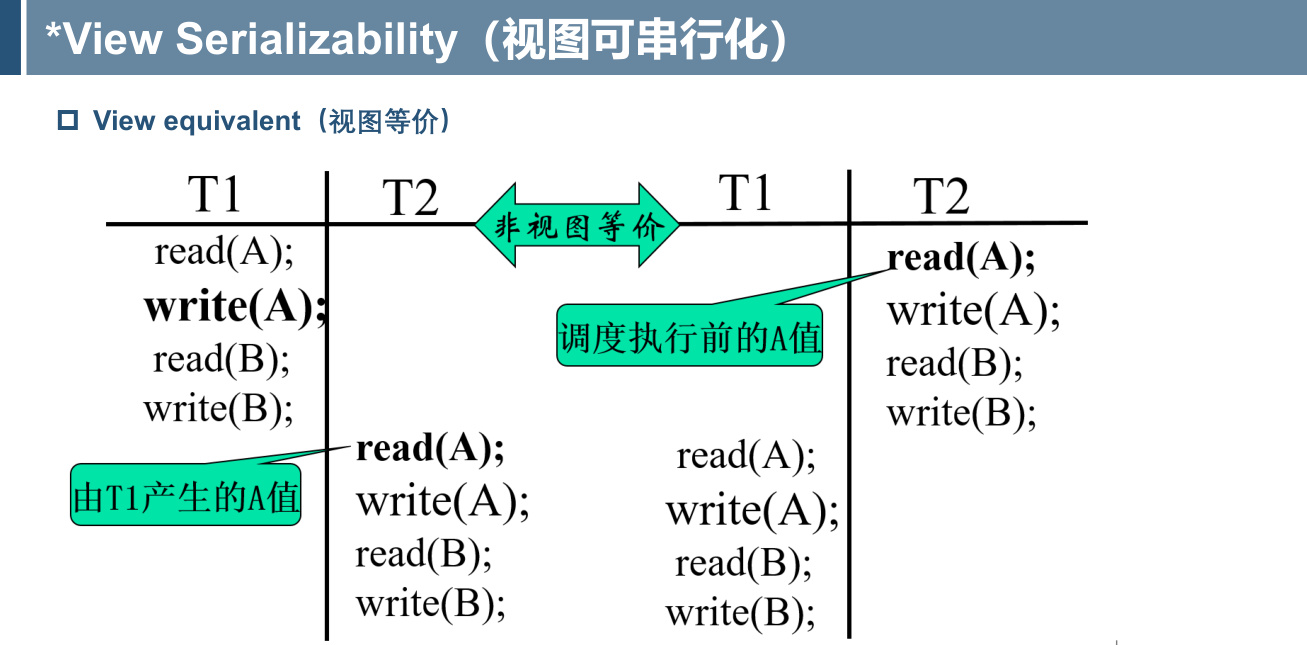 *View Serializability（视图可串行化）
View equivalent（视图等价）
T1 T2 非视图等价 T1 T2
read(A);
write(A);
read(B);
write(B);
由T1产生的A值
read(A);
write(A);
read(B);
write(B);
调度执行前的A值
read(A);
write(A);
read(B);
write(B);
read(A);
write(A);
read(B);
write(B);